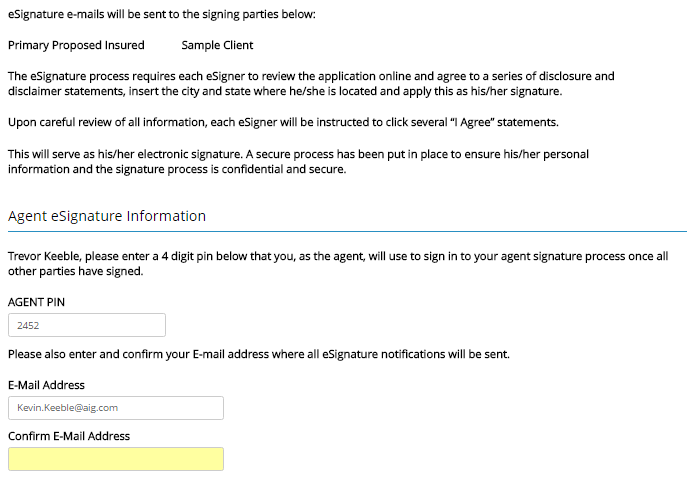 eSignature e-mails will be sent to the signing parties below:
Primary Proposed Insured Sample Client
The eSignature process requires each eSigner to review the application online and agree to a series of disclosure and
disclaimer statements, insert the city and state where he/she is located and apply this as his/her signature.
Upon careful review of all information, each eSigner will be instructed to click several “I Agree” statements.
This will serve as his/her electronic signature. A secure process has been put in place to ensure his/her personal
information and the signature process is confidential and secure.
Agent eSignature Information
Trevor Keeble, please enter a 4 digit pin below that you, as the agent, will use to sign in to your agent signature process once all
other parties have signed.
AGENT PIN
2452
Please also enter and confirm your E-mail address where all eSignature notifications will be sent.
E-Mail Address
Kevin.Keeble@aig.com
Confirm E-Mail Address